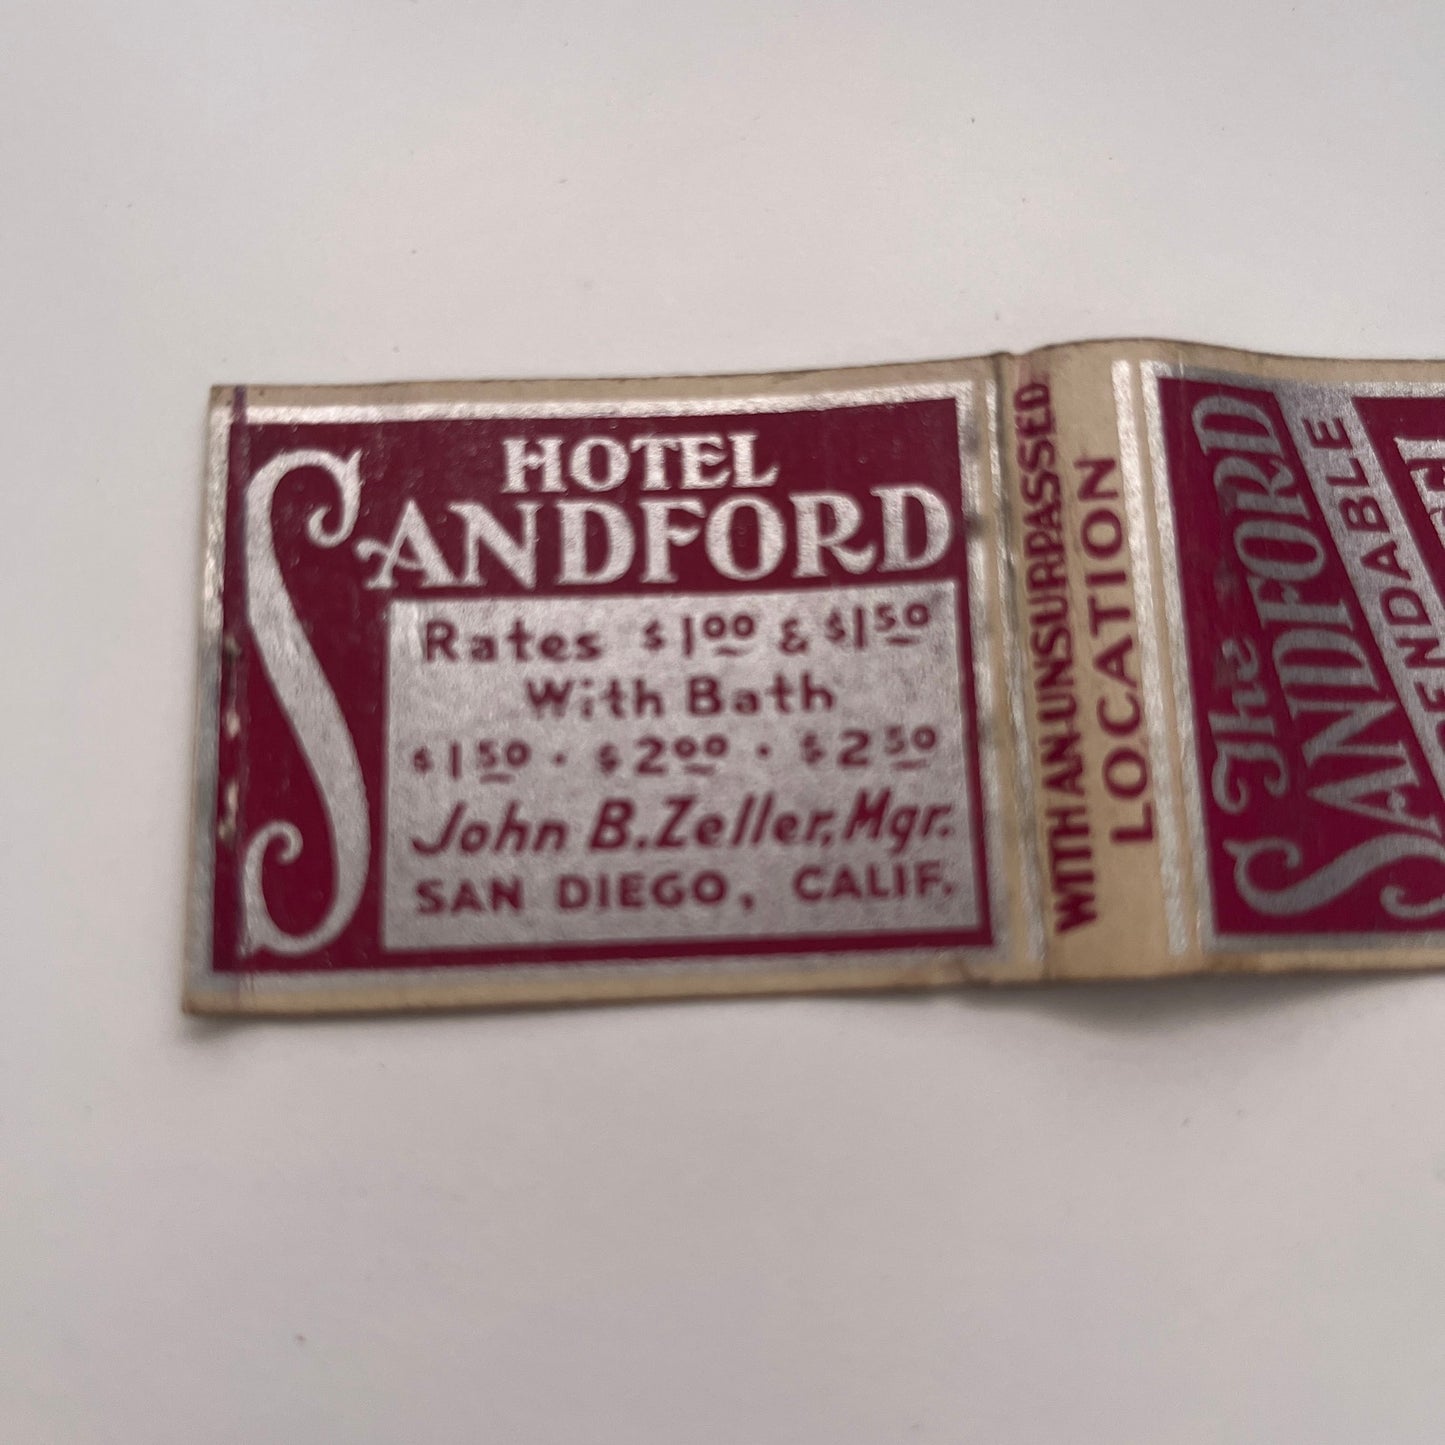 HOTEL
SANDFORD
Rates $1.00 & $1.50
With Bath
$1.50 · $2.00 · $2.50
John B. Zeller, Mgr.
SAN DIEGO, CALIF.
WITH AN UNSURPASSED
LOCATION
The
SANDFORD